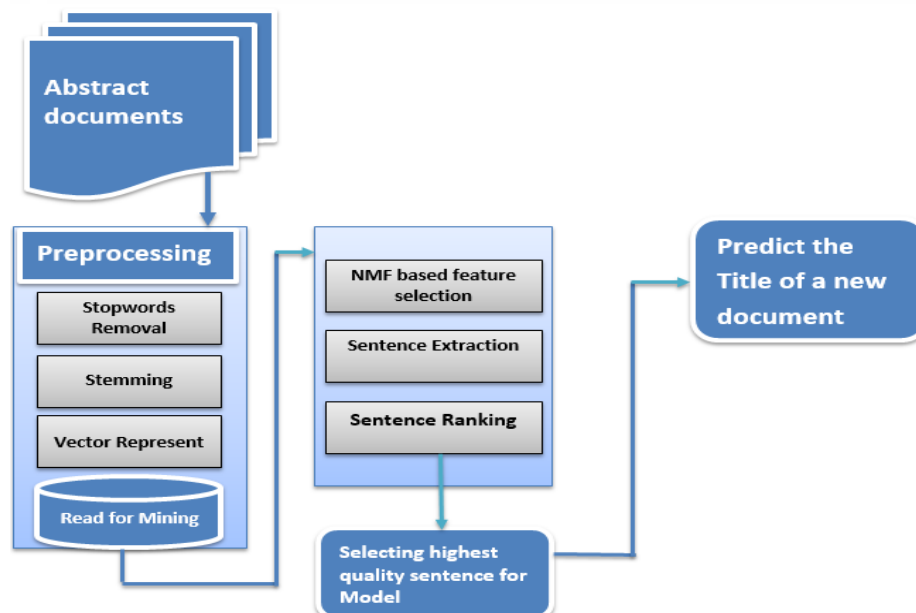 Abstract
documents
Preprocessing
Stopwords
Removal
Stemming
Vector Represent
Read for Mining
NMF based feature
selection
Sentence Extraction
Sentence Ranking
Selecting highest
quality sentence for
Model
Predict the
Title of a new
document